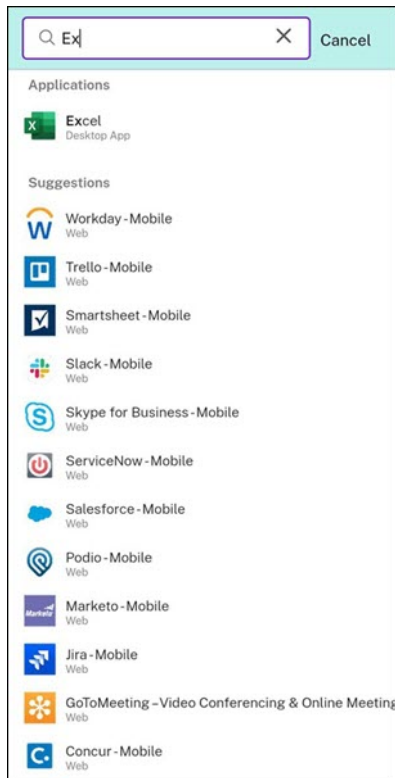 Ex
Cancel
Applications
Excel
Desktop App
Suggestions
Workday - Mobile
Web
Trello - Mobile
Web
Smartsheet - Mobile
Web
Slack - Mobile
Web
Skype for Business - Mobile
Web
ServiceNow - Mobile
Web
Salesforce - Mobile
Web
Podio - Mobile
Web
Marketo
Marketo - Mobile
Web
Jira - Mobile
Web
GoToMeeting – Video Conferencing & Online Meeting
Web
Concur - Mobile
Web